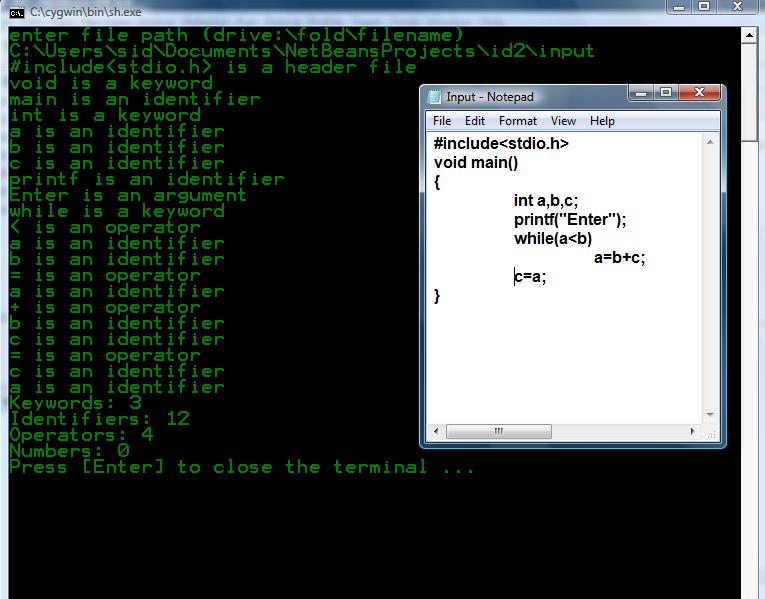 C:\cygwin\bin\sh.exe
enter file path (drive:\fold\filename)
C:\Users\sid\Documents\NetBeansProjects\id2\input
#include<stdio.h> is a header file
void is a keyword
main is an identifier
int is a keyword
a is an identifier
b is an identifier
c is an identifier
printf is an identifier
Enter is an argument
while is a keyword
< is an operator
a is an identifier
b is an identifier
= is an operator
a is an identifier
+ is an operator
b is an identifier
c is an identifier
= is an operator
c is an identifier
a is an identifier
Keywords: 3
Identifiers: 12
Operators: 4
Numbers: 0
Press [Enter] to close the terminal ...
Input - Notepad
File Edit Format View Help
#include<stdio.h>
void main()
{
int a,b,c;
printf("Enter");
while(a<b)
a=b+c;
c=a;
}